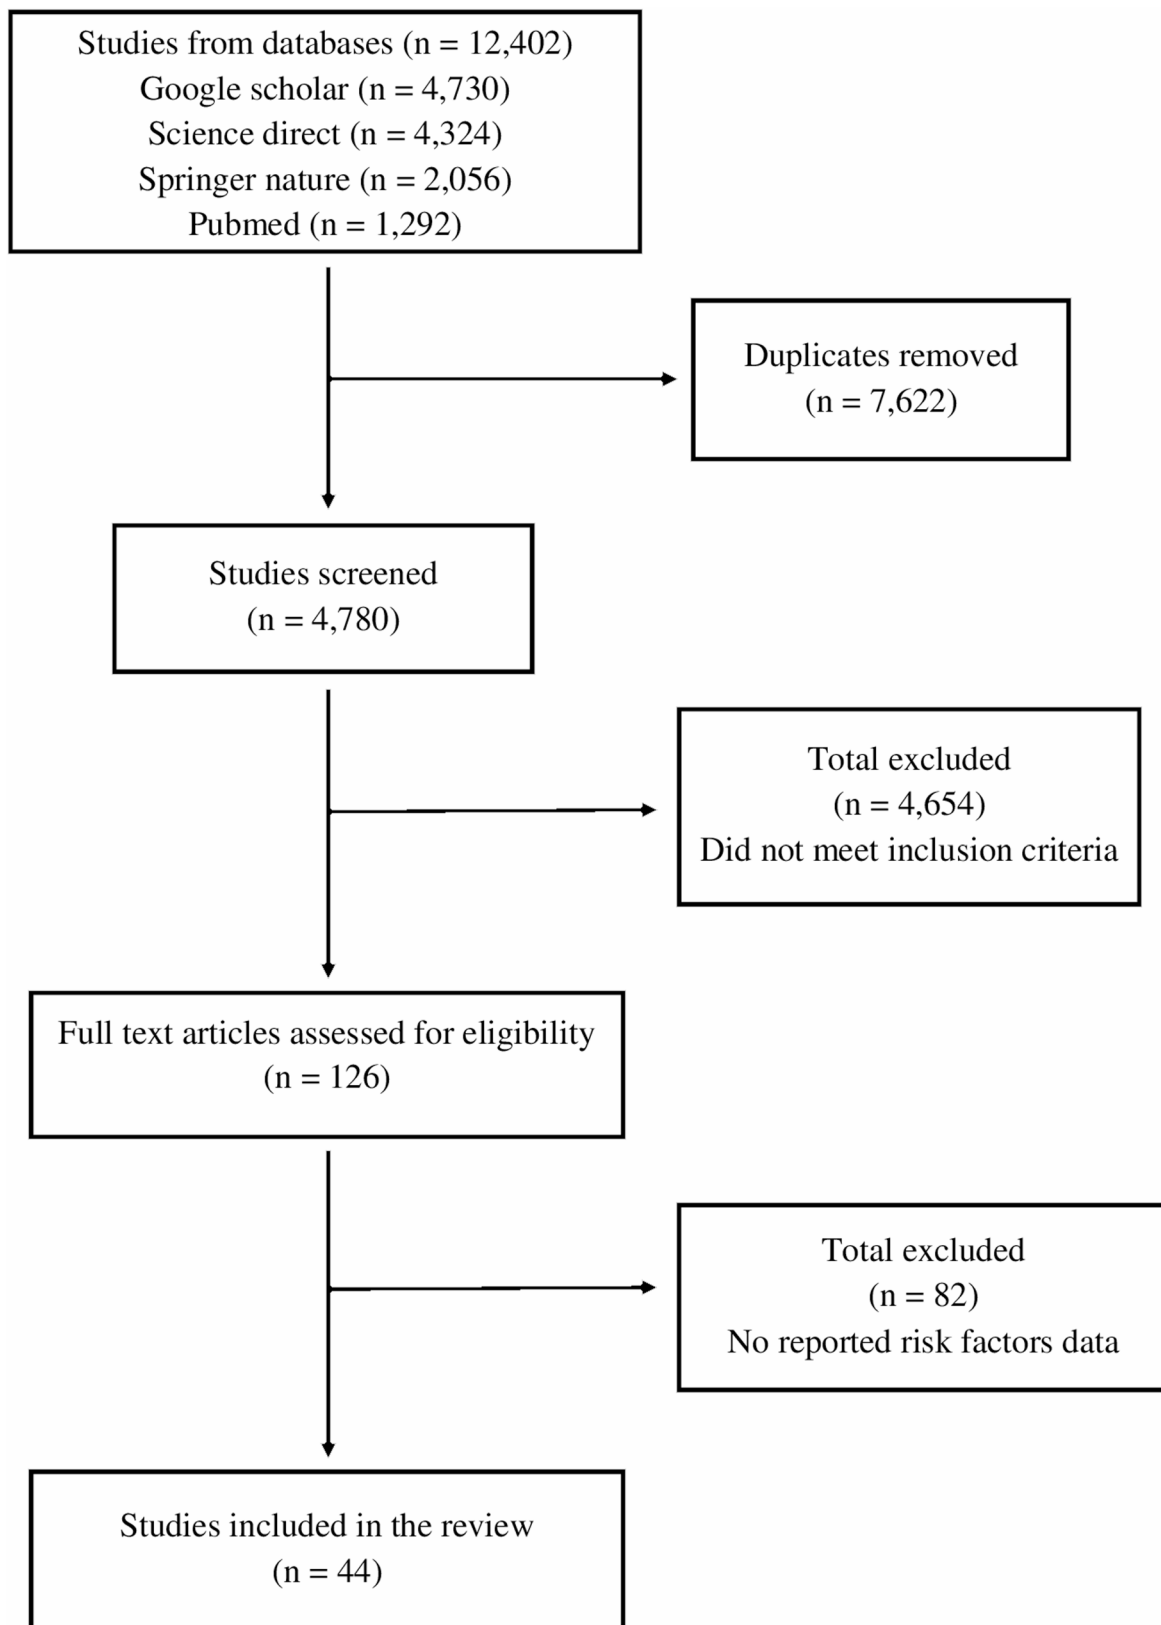 Studies from databases (n = 12,402)
Google scholar (n = 4,730)
Science direct (n = 4,324)
Springer nature (n = 2,056)
Pubmed (n = 1,292)
Duplicates removed
(n = 7,622)
Studies screened
(n = 4,780)
Total excluded
(n = 4,654)
Did not meet inclusion criteria
Full text articles assessed for eligibility
(n = 126)
Total excluded
(n = 82)
No reported risk factors data
Studies included in the review
(n = 44)